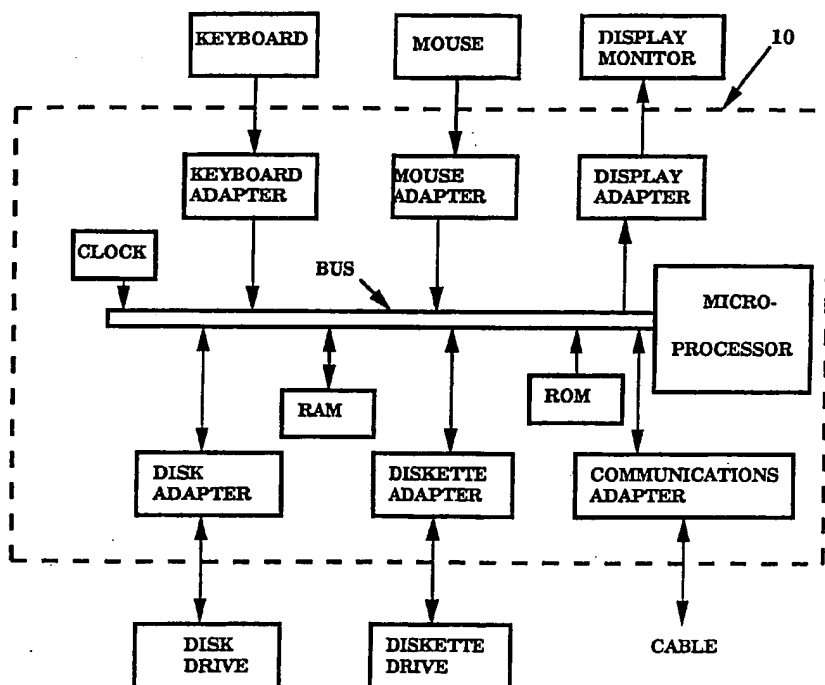 KEYBOARD
MOUSE
DISPLAY
MONITOR
10
KEYBOARD
ADAPTER
MOUSE
ADAPTER
DISPLAY
ADAPTER
CLOCK
BUS
MICRO-
PROCESSOR
RAM
ROM
DISK
ADAPTER
DISKETTE
ADAPTER
COMMUNICATIONS
ADAPTER
DISK
DRIVE
DISKETTE
DRIVE
CABLE